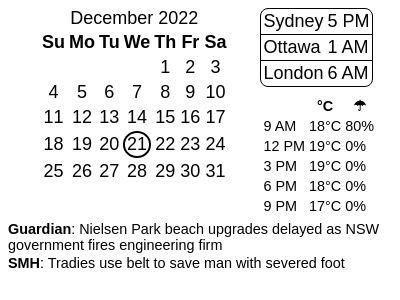 December 2022
Su Mo Tu We Th Fr Sa
1 2 3
4 5 6 7 8 9 10
11 12 13 14 15 16 17
18 19 20 21 22 23 24
25 26 27 28 29 30 31
Sydney 5 PM
Ottawa 1 AM
London 6 AM
°C ☂
9 AM 18°C 80%
12 PM 19°C 0%
3 PM 19°C 0%
6 PM 18°C 0%
9 PM 17°C 0%
Guardian: Nielsen Park beach upgrades delayed as NSW
government fires engineering firm
SMH: Tradies use belt to save man with severed foot